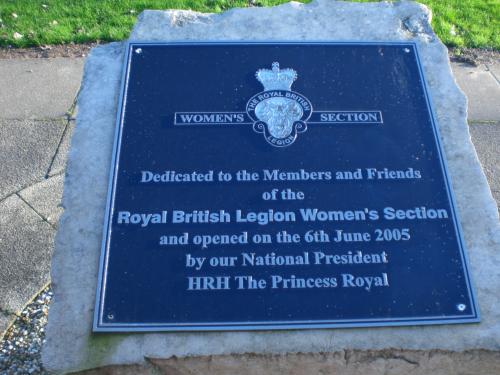 THE ROYAL BRITISH
WOMEN'S SECTION
LEGION
Dedicated to the Members and Friends
of the
Royal British Legion Women's Section
and opened on the 6th June 2005
by our National President
HRH The Princess Royal